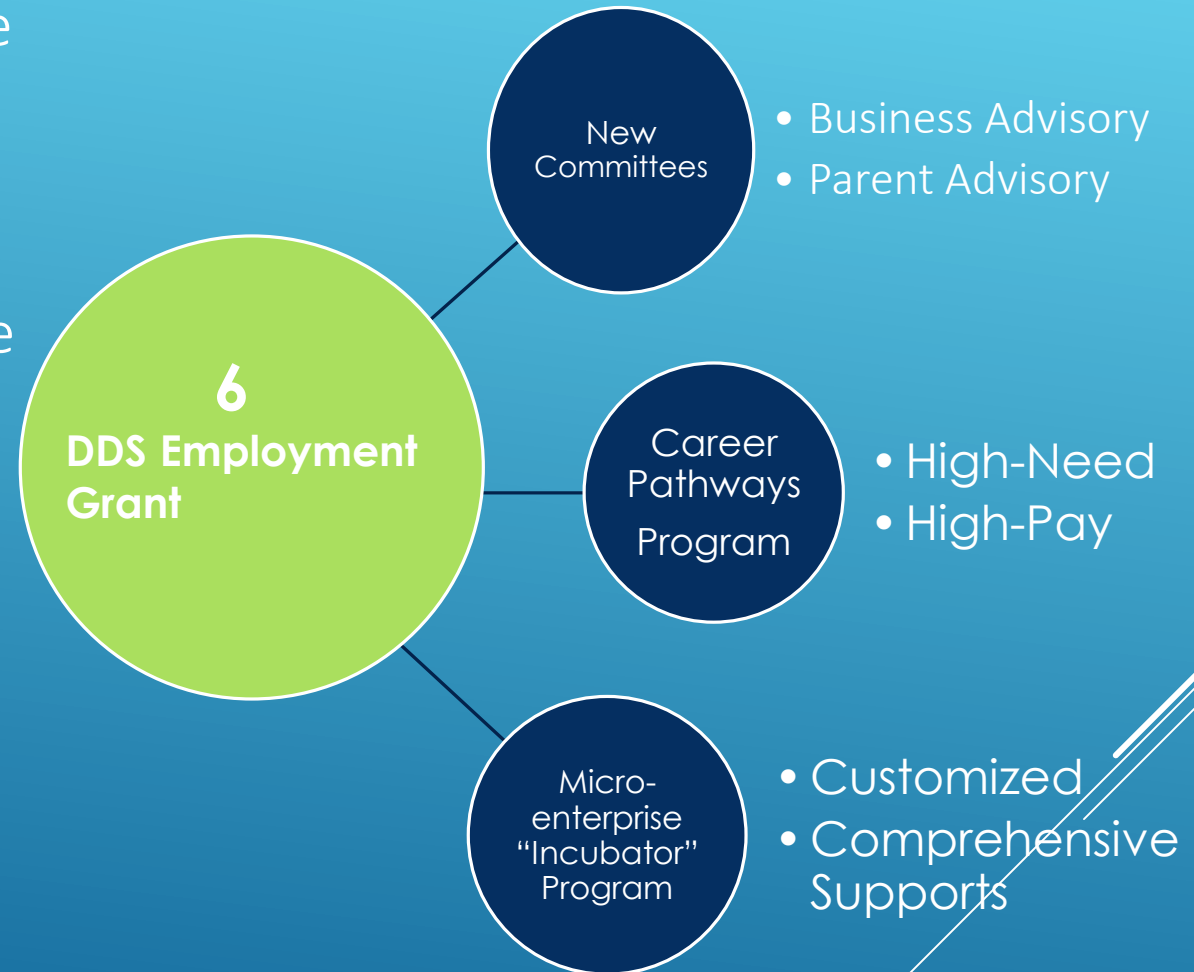 6
DDS Employment
Grant
New
Committees
• Business Advisory
• Parent Advisory
Career
Pathways
Program
• High-Need
• High-Pay
Micro-
enterprise
“Incubator”
Program
• Customized
• Comprehensive
Supports